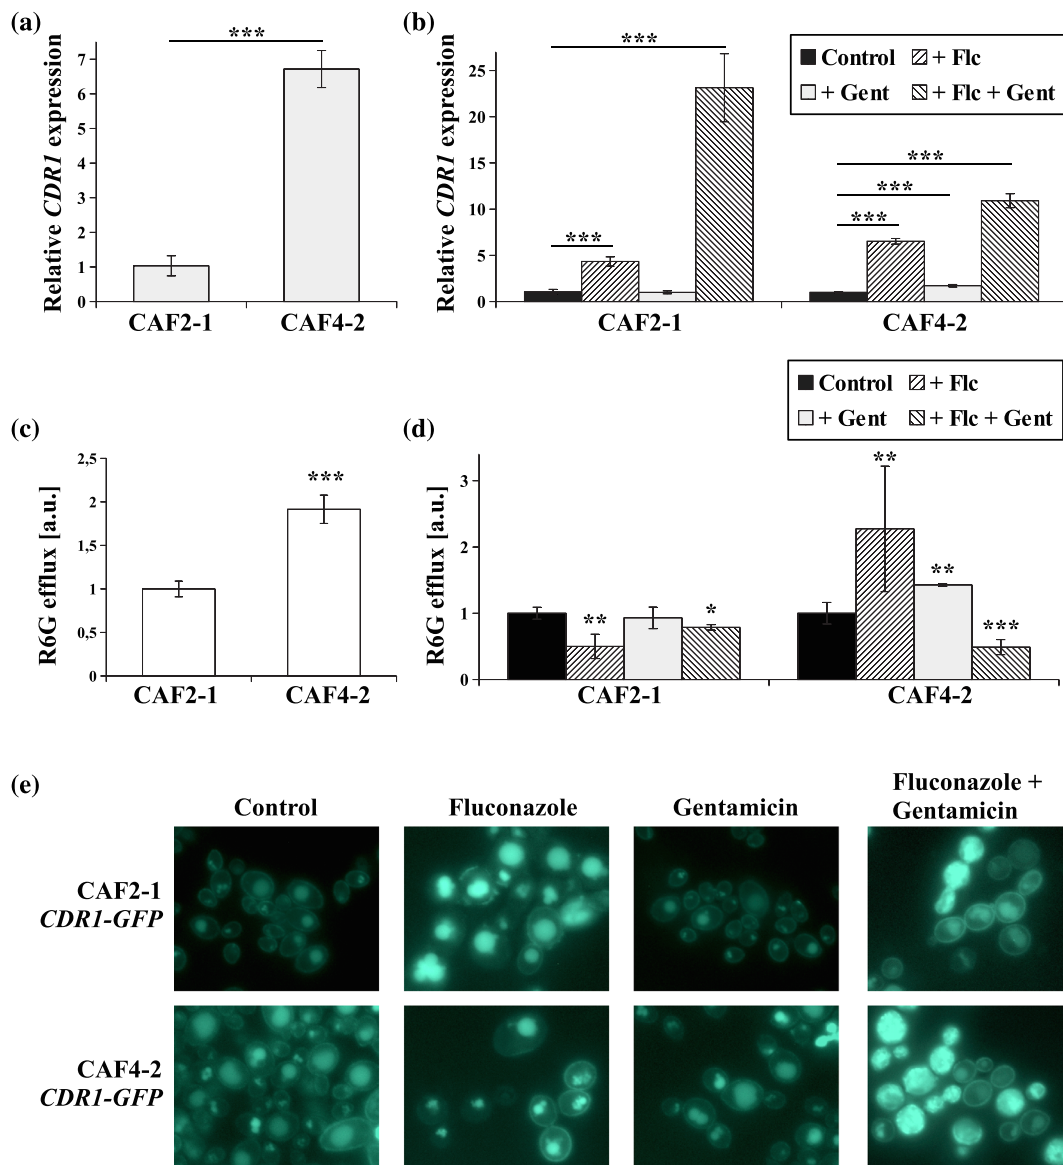 (a)
Relative CDR1 expression
7
6
5
4
3
2
1
0
***
CAF2-1 CAF4-2
(b)
Relative CDR1 expression
25
20
15
10
5
0
***
***
***
***
***
CAF2-1 CAF4-2
Control + Flc
+ Gent + Flc + Gent
(c)
R6G efflux [a.u.]
2,5
2
1,5
1
0,5
0
***
CAF2-1 CAF4-2
(d)
Control + Flc
+ Gent + Flc + Gent
R6G efflux [a.u.]
3
2
1
0
**
*
**
**
***
CAF2-1 CAF4-2
(e)
Control Fluconazole Gentamicin Fluconazole +
Gentamicin
CAF2-1
CDR1-GFP
CAF4-2
CDR1-GFP